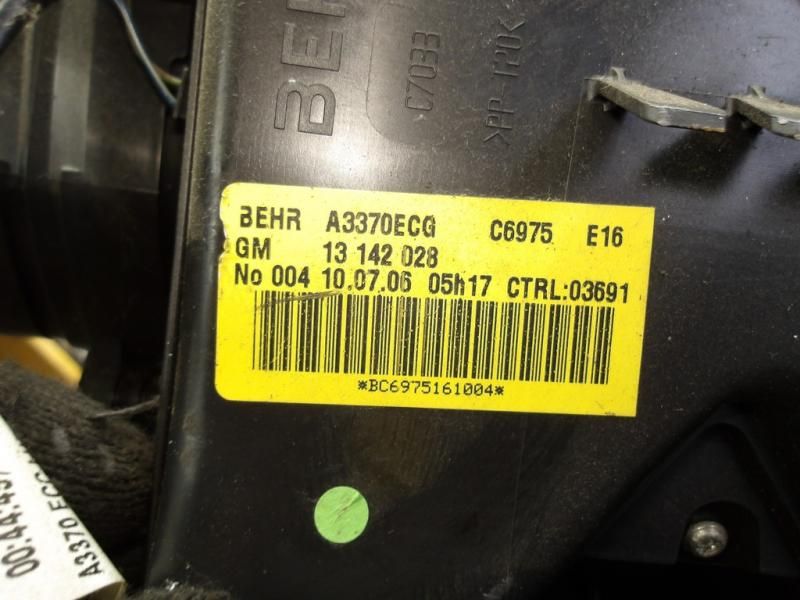 BEHR
C7033
>PP-T20<
BEHR A3370ECG C6975 E16
GM 13 142 028
No 004 10.07.06 05h17 CTRL:03691
*BC6975161004*
A3370 ECG